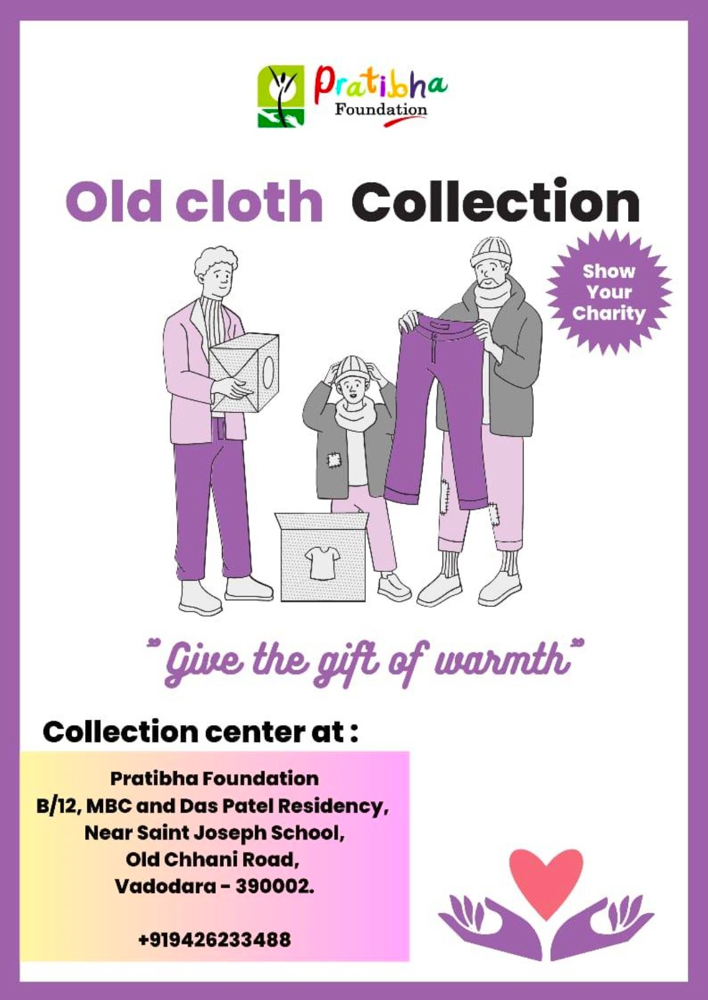 Pratibha
Foundation
Old cloth Collection
Show
Your
Charity
"Give the gift of warmth"
Collection center at :
Pratibha Foundation
B/12, MBC and Das Patel Residency,
Near Saint Joseph School,
Old Chhani Road,
Vadodara - 390002.
+919426233488